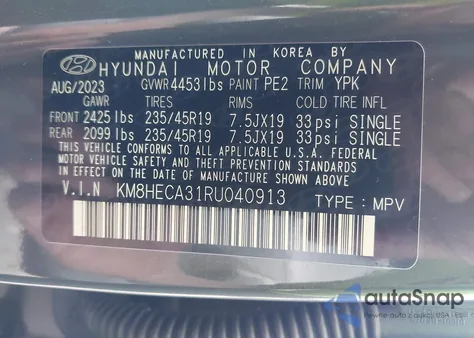 MANUFACTURED IN KOREA BY
HYUNDAI MOTOR COMPANY
AUG/2023 GVWR 4453 lbs PAINT PE2 TRIM YPK
GAWR TIRES RIMS COLD TIRE INFL
FRONT 2425 lbs 235/45R19 7.5JX19 33psi SINGLE
REAR 2099 lbs 235/45R19 7.5JX19 33psi SINGLE
THIS VEHICLE CONFORMS TO ALL APPLICABLE U.S.A. FEDERAL
MOTOR VEHICLE SAFETY, BUMPER, AND THEFT PREVENTION
STANDARDS IN EFFECT ON THE DATE OF MANUFACTURE
SHOWN ABOVE
V.I.N KM8HECA31RU040913 TYPE : MPV
autoSnap